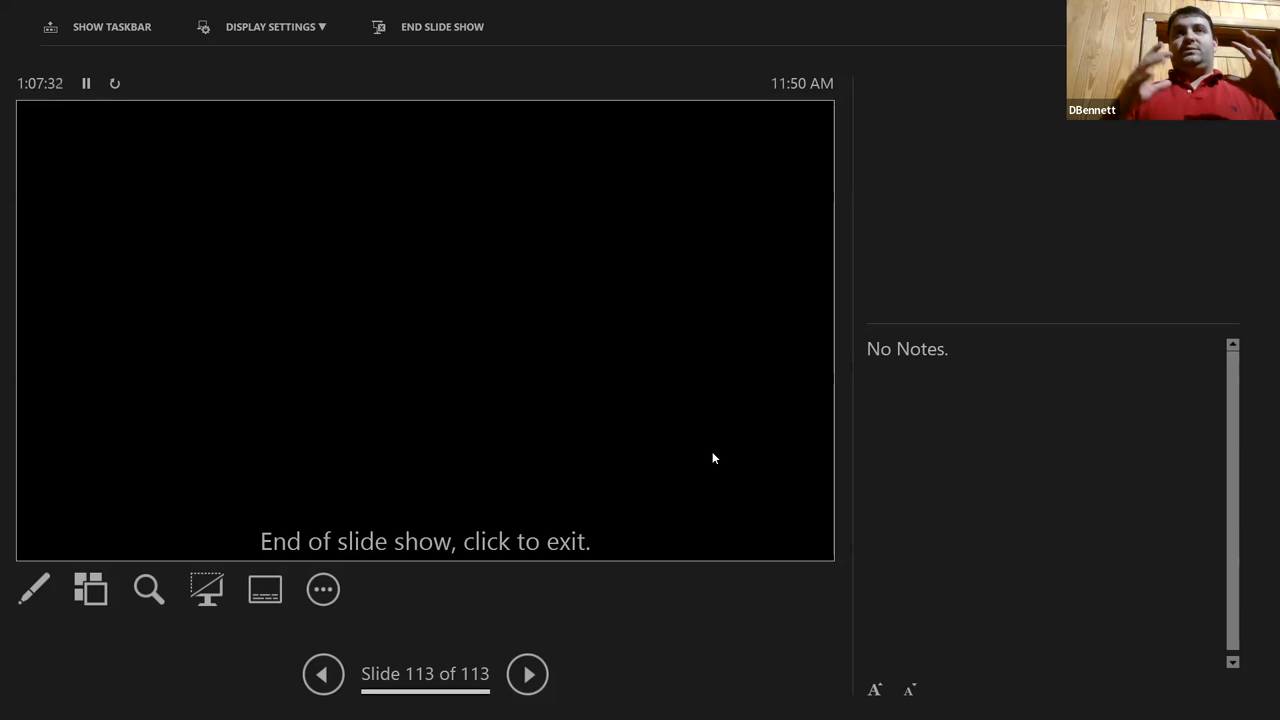 SHOW TASKBAR
DISPLAY SETTINGS ▼
END SLIDE SHOW
DBennett
1:07:32
11:50 AM
No Notes.
End of slide show, click to exit.
Slide 113 of 113
A A